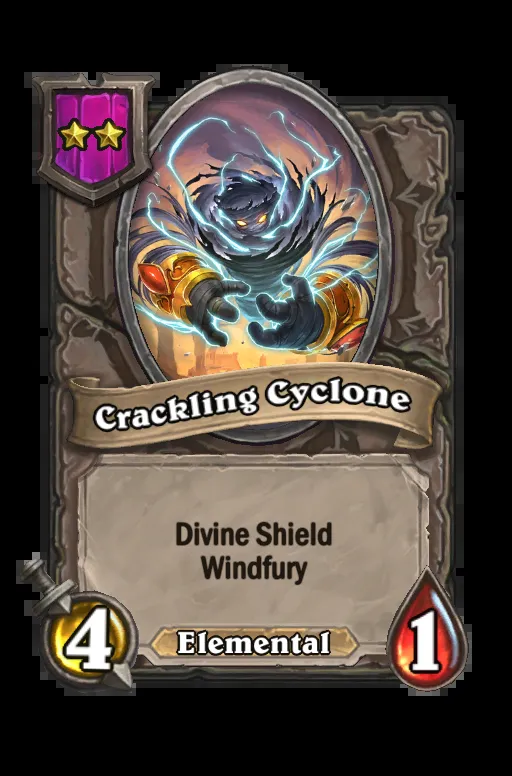 Crackling Cyclone
Divine Shield
Windfury
4
Elemental
1